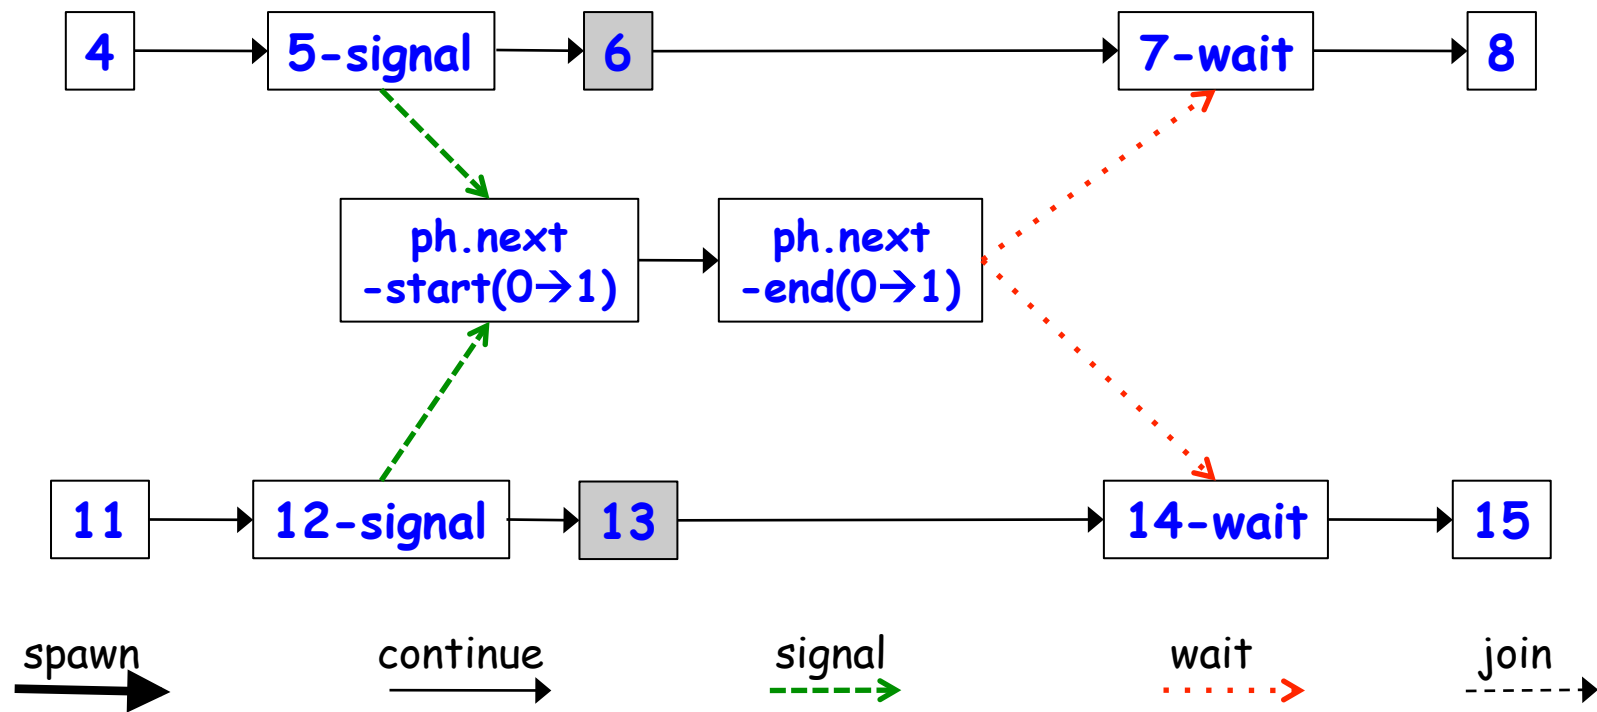 4 5-signal 6 7-wait 8
ph.next ph.next
-start(0→1) -end(0→1)
11 12-signal 13 14-wait 15
spawn continue signal wait join